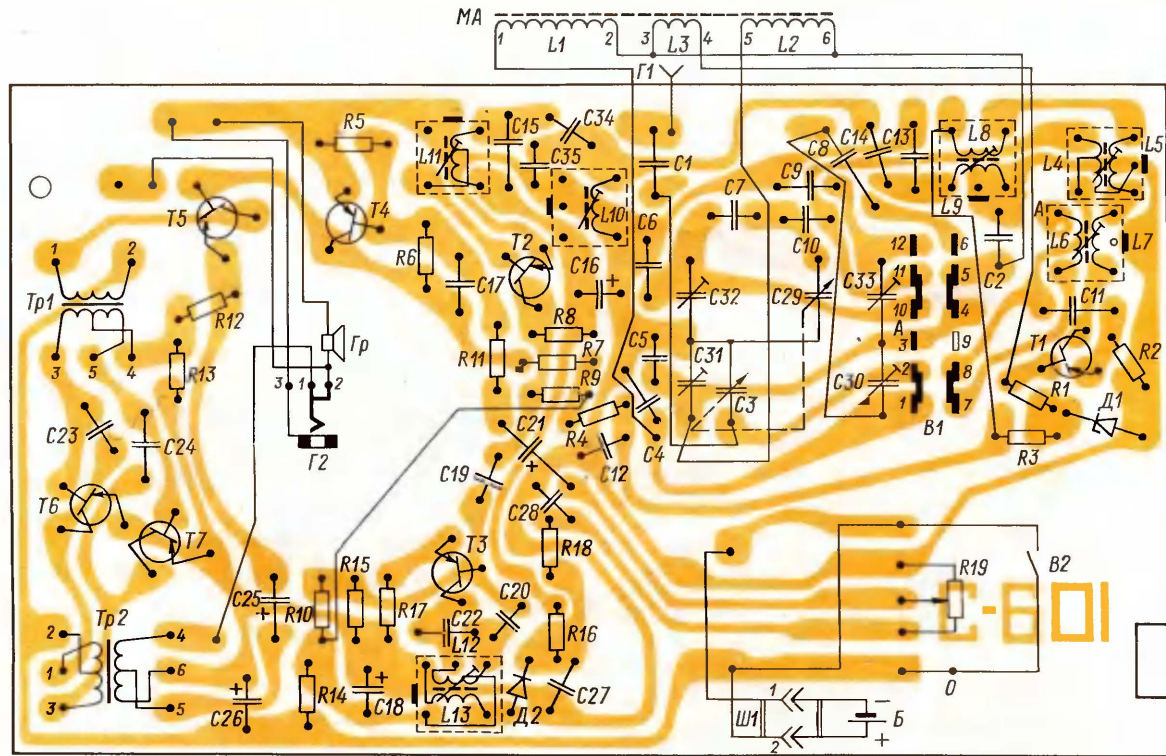 МА
1 L1 2 3 L3 4 5 L2 6
Г1
R5
L11
C15
C34
C35
C1
C8
C14
C13
L8
L4
L5
T5
T4
L10
C6
C7
C9
C10
L9
A
L6
L7
1 2
R6
C17
T2
C16
12 6
C2
Тр1
R12
C32
C29
C33
11 5
10 4
C11
R8
R7
R9
R11
Гр
C5
C31
A
3 9
T1
R2
3 5 4
R13
3 1 2
C3
C30
2 8
1 7
R1
C23
C24
Г2
R4
C21
C12
C4
В1
Д1
R3
C19
T6
T7
C28
R18
T3
R15
R19
В2
C25
R10
R17
C20
C-601
Тр2
2 4
1 6
3 5
C22
L12
R16
C26
R14
C18
L13
Д2
C27
0
Ш1
1
2
Б
−
+